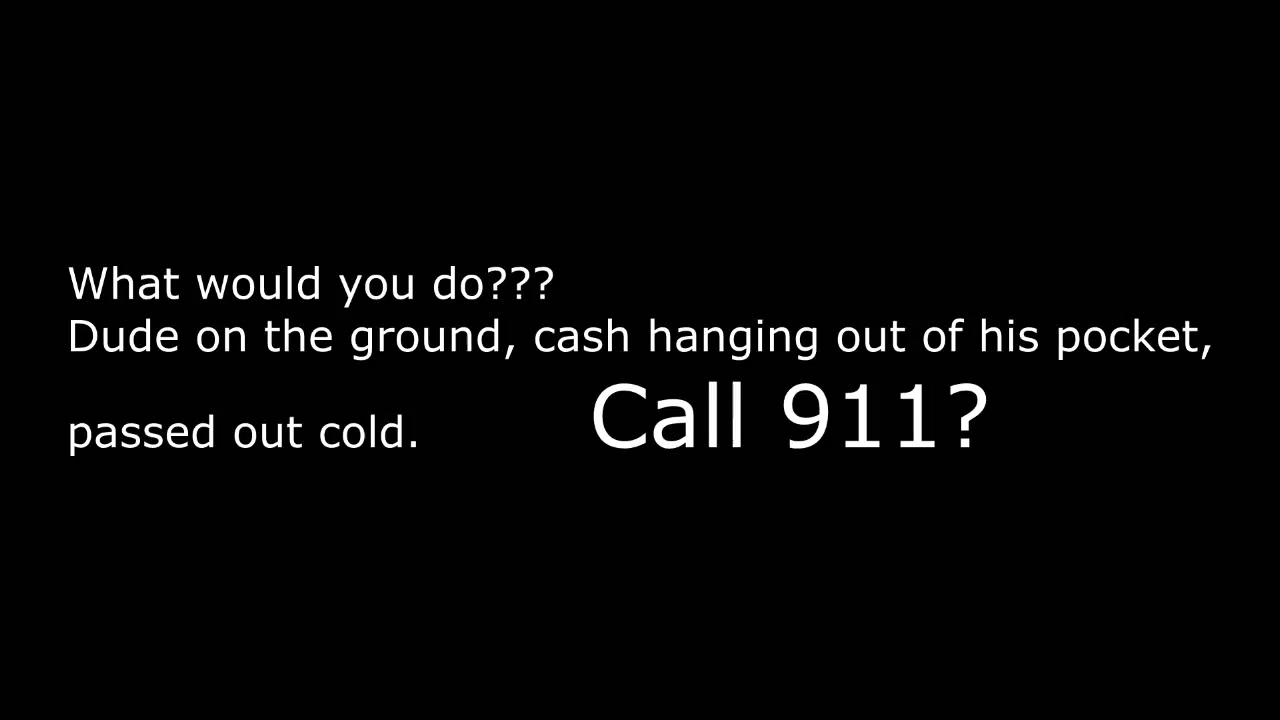 What would you do???
Dude on the ground, cash hanging out of his pocket,
passed out cold. Call 911?